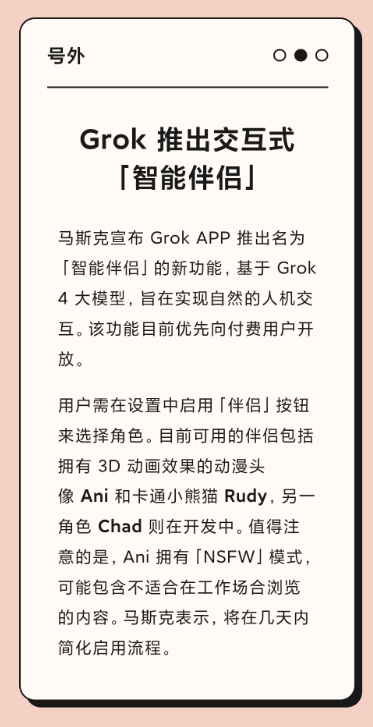 号外
Grok 推出交互式
「智能伴侣」
马斯克宣布 Grok APP 推出名为
「智能伴侣」的新功能，基于 Grok
4 大模型，旨在实现自然的人机交
互。该功能目前优先向付费用户开
放。
用户需在设置中启用「伴侣」按钮
来选择角色。目前可用的伴侣包括
拥有 3D 动画效果的动漫头
像 Ani 和卡通小熊猫 Rudy，另一
角色 Chad 则在开发中。值得注
意的是，Ani 拥有「NSFW」模式，
可能包含不适合在工作场合浏览
的内容。马斯克表示，将在几天内
简化启用流程。